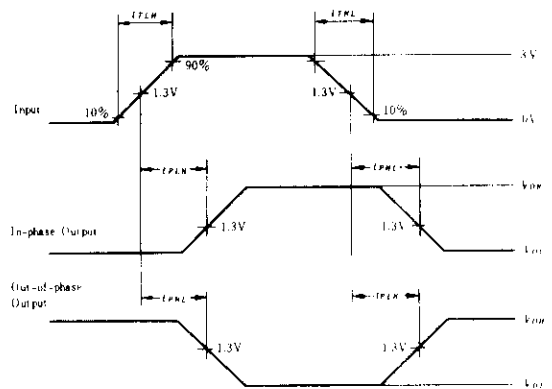 tTLH tTHL
90% 3V
Input 10% 1.3V 1.3V 10% 0V
tPLH tPHL
VOH
In-phase Output 1.3V 1.3V
VOL
Out-of-phase
Output
tPHL tPLH
VOH
1.3V 1.3V
VOL